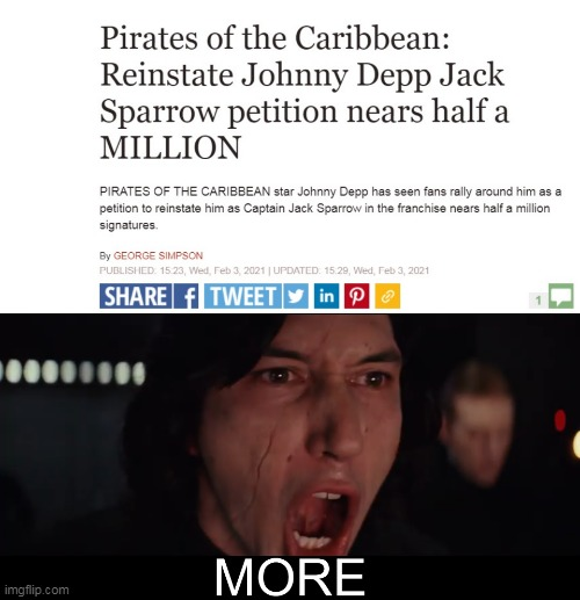 Pirates of the Caribbean:
Reinstate Johnny Depp Jack
Sparrow petition nears half a
MILLION
PIRATES OF THE CARIBBEAN star Johnny Depp has seen fans rally around him as a
petition to reinstate him as Captain Jack Sparrow in the franchise nears half a million
signatures.
By GEORGE SIMPSON
PUBLISHED: 15:23, Wed, Feb 3, 2021 | UPDATED: 15:29, Wed, Feb 3, 2021
SHARE f TWEET in 1
MORE
imgflip.com